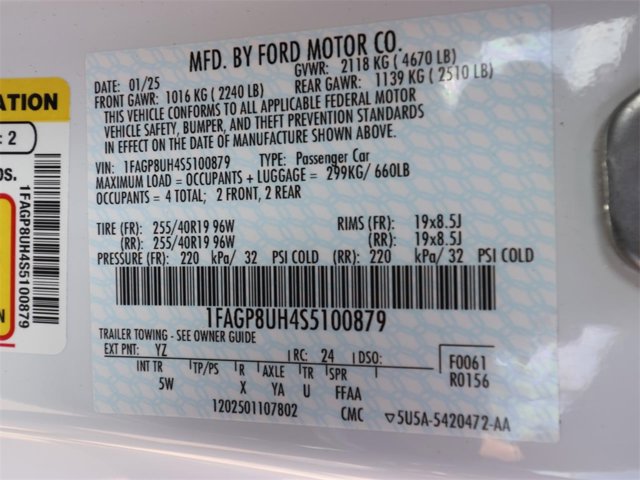 MFD. BY FORD MOTOR CO.
DATE: 01/25 GVWR: 2118 KG ( 4670 LB)
FRONT GAWR: 1016 KG ( 2240 LB) REAR GAWR: 1139 KG ( 2510 LB)
THIS VEHICLE CONFORMS TO ALL APPLICABLE FEDERAL MOTOR
VEHICLE SAFETY, BUMPER, AND THEFT PREVENTION STANDARDS
IN EFFECT ON THE DATE OF MANUFACTURE SHOWN ABOVE.
VIN: 1FAGP8UH4S5100879 TYPE: Passenger Car
MAXIMUM LOAD = OCCUPANTS + LUGGAGE = 299KG/ 660LB
OCCUPANTS = 4 TOTAL; 2 FRONT, 2 REAR
TIRE (FR): 255/40R19 96W RIMS (FR): 19x8.5J
(RR): 255/40R19 96W (RR): 19x8.5J
PRESSURE (FR): 220 kPa/ 32 PSI COLD (RR): 220 kPa/ 32 PSI COLD
1FAGP8UH4S5100879
TRAILER TOWING - SEE OWNER GUIDE
EXT PNT: YZ RC: 24 DSO: F0061
INT TR TP/PS R AXLE TR SPR R0156
5W X YA U FFAA
1202501107802 CMC ▽5U5A-5420472-AA
ATION
: 2
bs.
1FAGP8UH4S5100879